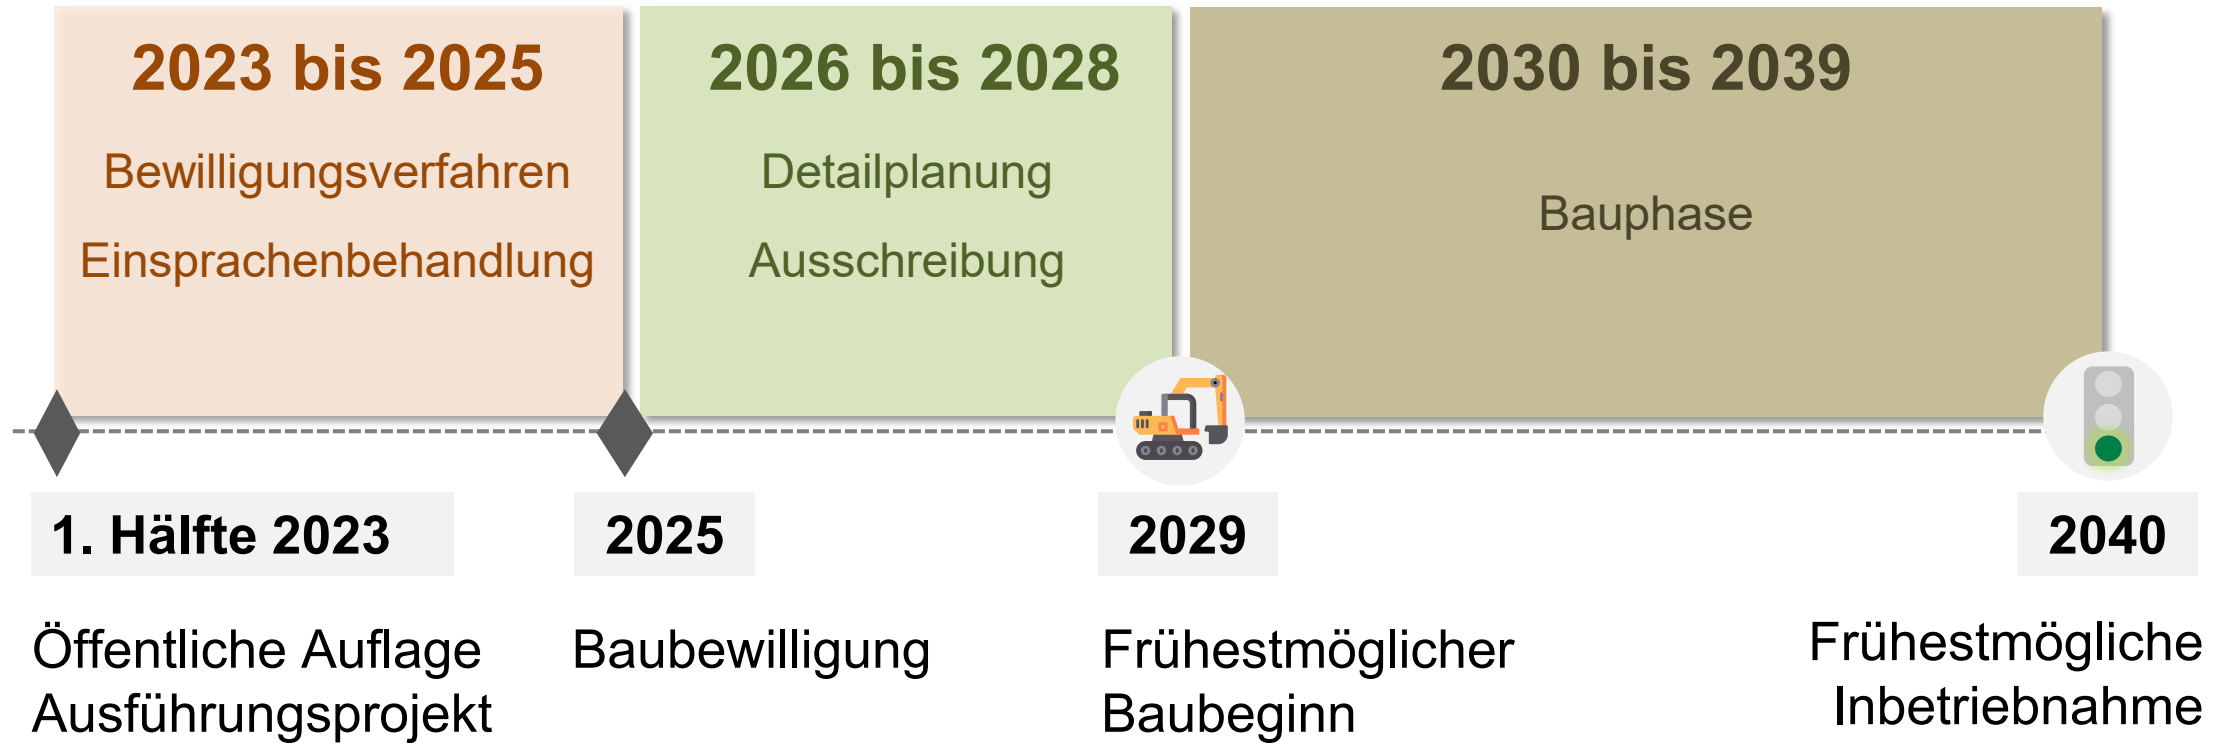 2023 bis 2025
Bewilligungsverfahren
Einsprachenbehandlung
2026 bis 2028
Detailplanung
Ausschreibung
2030 bis 2039
Bauphase
1. Hälfte 2023
Öffentliche Auflage
Ausführungsprojekt
2025
Baubewilligung
2029
Frühestmöglicher
Baubeginn
2040
Frühestmögliche
Inbetriebnahme